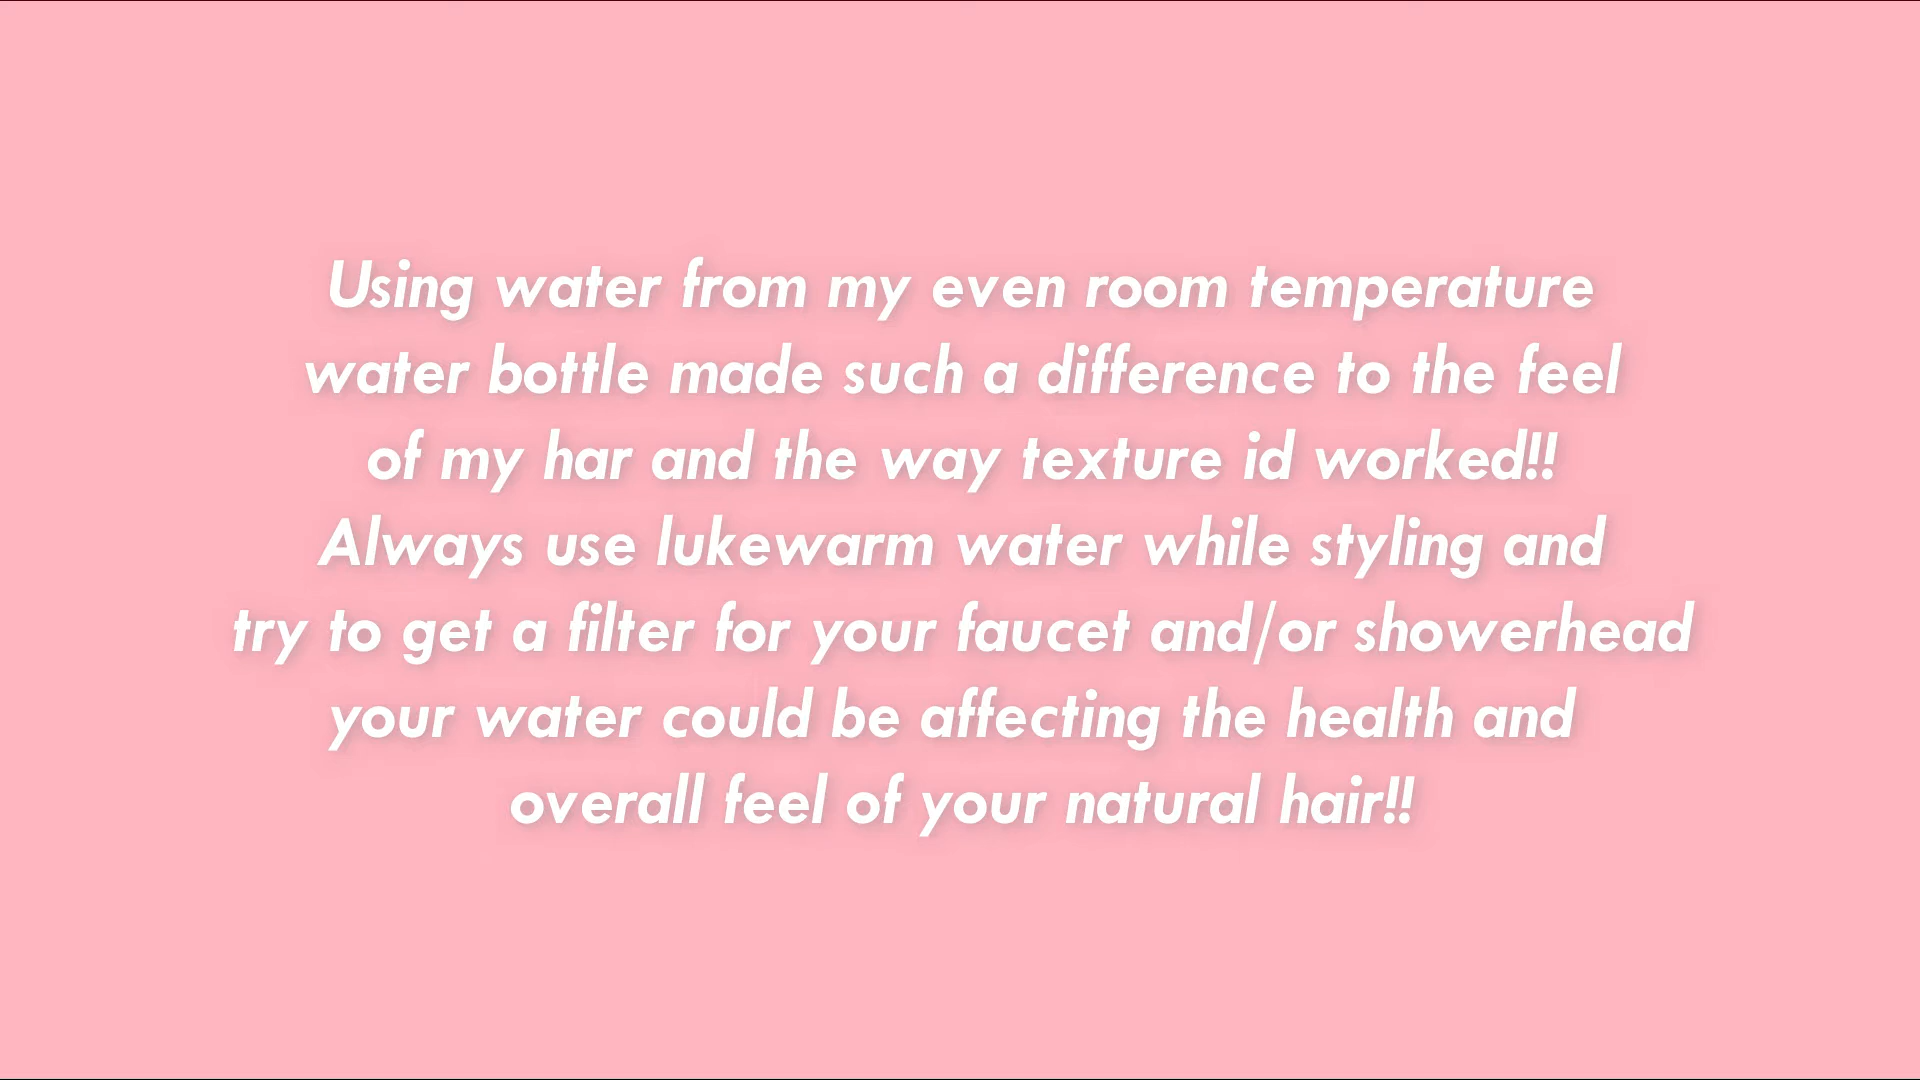 Using water from my even room temperature
water bottle made such a difference to the feel
of my har and the way texture id worked!!
Always use lukewarm water while styling and
try to get a filter for your faucet and/or showerhead
your water could be affecting the health and
overall feel of your natural hair!!